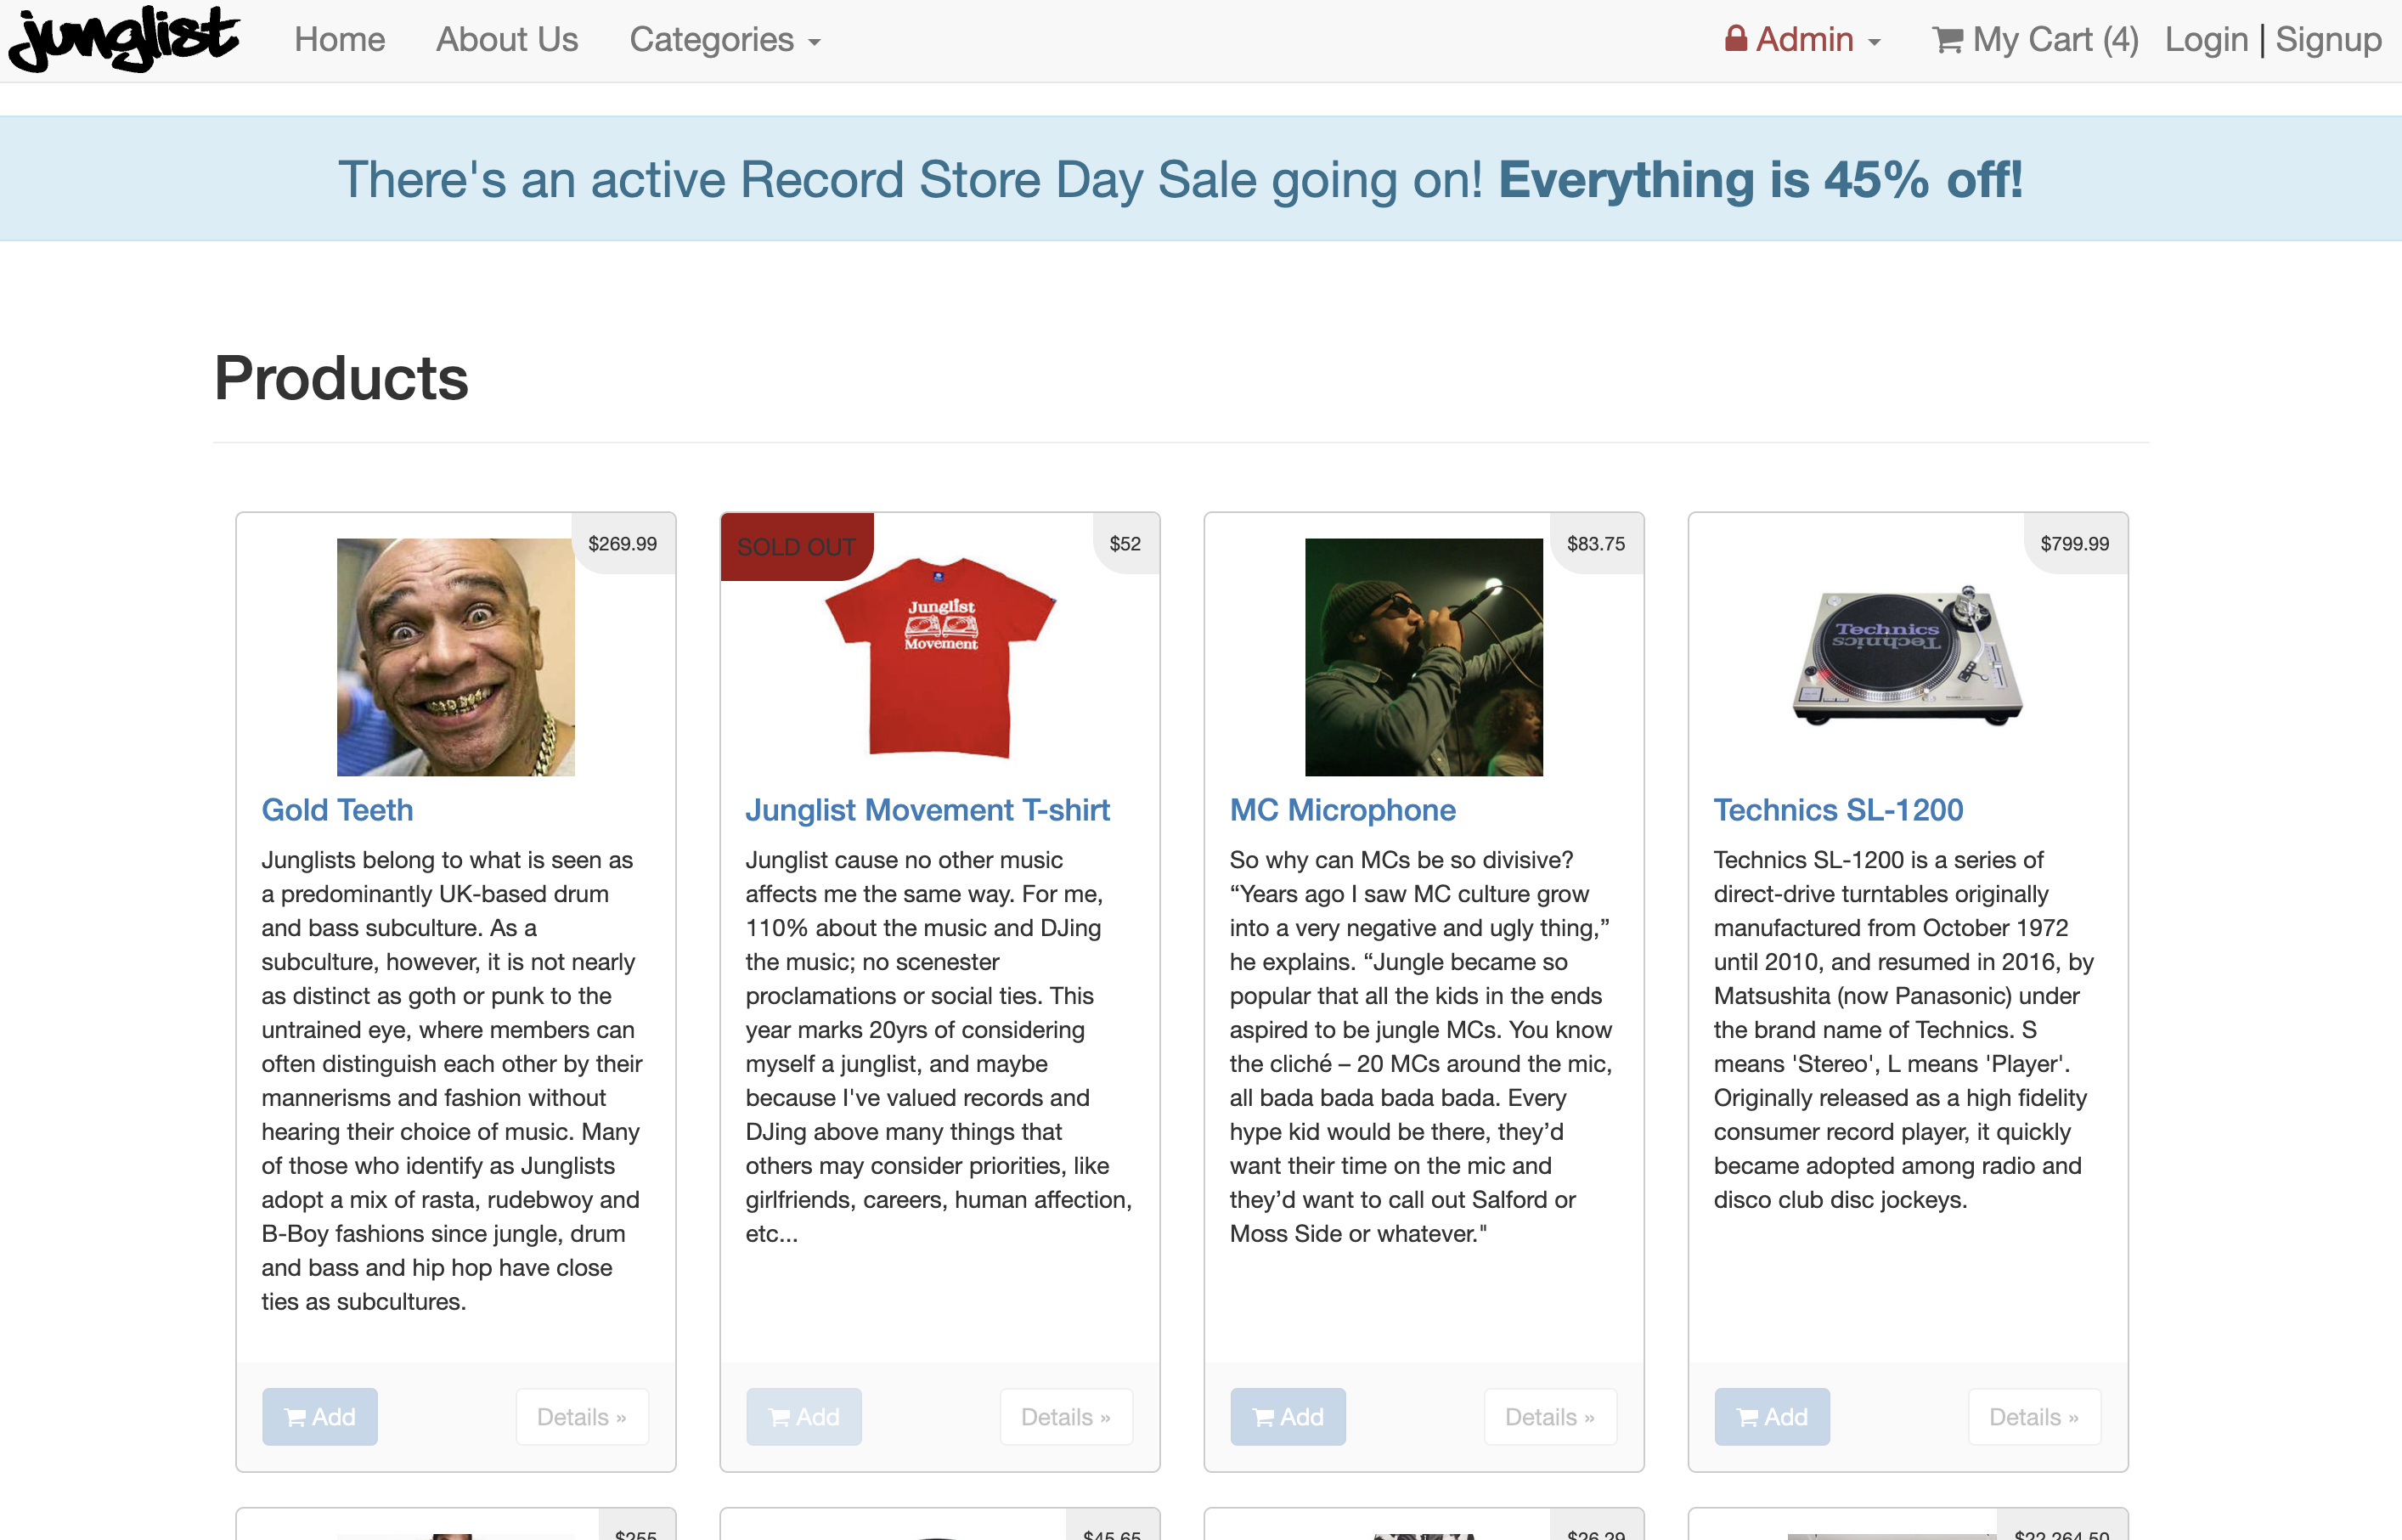 junglist Home About Us Categories Admin My Cart (4) Login | Signup
There's an active Record Store Day Sale going on! Everything is 45% off!
Products
$269.99
Gold Teeth
Junglists belong to what is seen as
a predominantly UK-based drum
and bass subculture. As a
subculture, however, it is not nearly
as distinct as goth or punk to the
untrained eye, where members can
often distinguish each other by their
mannerisms and fashion without
hearing their choice of music. Many
of those who identify as Junglists
adopt a mix of rasta, rudebwoy and
B-Boy fashions since jungle, drum
and bass and hip hop have close
ties as subcultures.
Add Details »
SOLD OUT $52
Junglist
Movement
Junglist Movement T-shirt
Junglist cause no other music
affects me the same way. For me,
110% about the music and DJing
the music; no scenester
proclamations or social ties. This
year marks 20yrs of considering
myself a junglist, and maybe
because I've valued records and
DJing above many things that
others may consider priorities, like
girlfriends, careers, human affection,
etc...
Add Details »
$83.75
MC Microphone
So why can MCs be so divisive?
“Years ago I saw MC culture grow
into a very negative and ugly thing,”
he explains. “Jungle became so
popular that all the kids in the ends
aspired to be jungle MCs. You know
the cliché – 20 MCs around the mic,
all bada bada bada bada. Every
hype kid would be there, they’d
want their time on the mic and
they’d want to call out Salford or
Moss Side or whatever."
Add Details »
$799.99
Technics
Technics
Technics SL-1200
Technics SL-1200 is a series of
direct-drive turntables originally
manufactured from October 1972
until 2010, and resumed in 2016, by
Matsushita (now Panasonic) under
the brand name of Technics. S
means 'Stereo', L means 'Player'.
Originally released as a high fidelity
consumer record player, it quickly
became adopted among radio and
disco club disc jockeys.
Add Details »
$255 $45.65 $26.29 $22,264.50